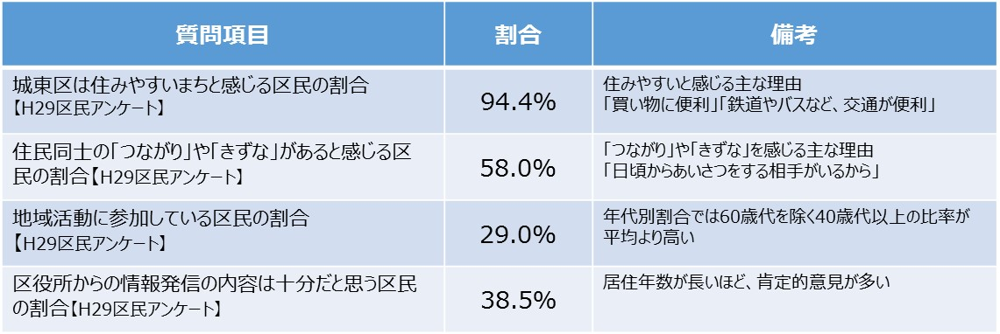 質問項目 割合 備考
城東区は住みやすいまちと感じる区民の割合
【H29区民アンケート】
94.4%
住みやすいと感じる主な理由
「買い物に便利」「鉄道やバスなど、交通が便利」
住民同士の「つながり」や「きずな」があると感じる区
民の割合【H29区民アンケート】
58.0%
「つながり」や「きずな」を感じる主な理由
「日頃からあいさつをする相手がいるから」
地域活動に参加している区民の割合
【H29区民アンケート】
29.0%
年代別割合では60歳代を除く40歳代以上の比率が
平均より高い
区役所からの情報発信の内容は十分だと思う区民
の割合【H29区民アンケート】
38.5%
居住年数が長いほど、肯定的意見が多い